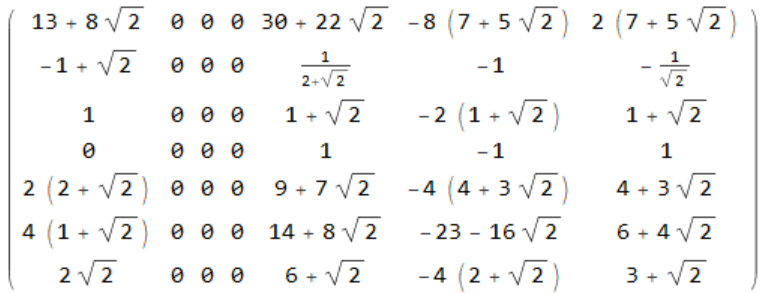 13 + 8 √2 0 0 0 30 + 22 √2 -8 (7 + 5 √2) 2 (7 + 5 √2)
-1 + √2 0 0 0 1/(2+√2) -1 -1/√2
1 0 0 0 1 + √2 -2 (1 + √2) 1 + √2
0 0 0 0 1 -1 1
2 (2 + √2) 0 0 0 9 + 7 √2 -4 (4 + 3 √2) 4 + 3 √2
4 (1 + √2) 0 0 0 14 + 8 √2 -23 - 16 √2 6 + 4 √2
2 √2 0 0 0 6 + √2 -4 (2 + √2) 3 + √2